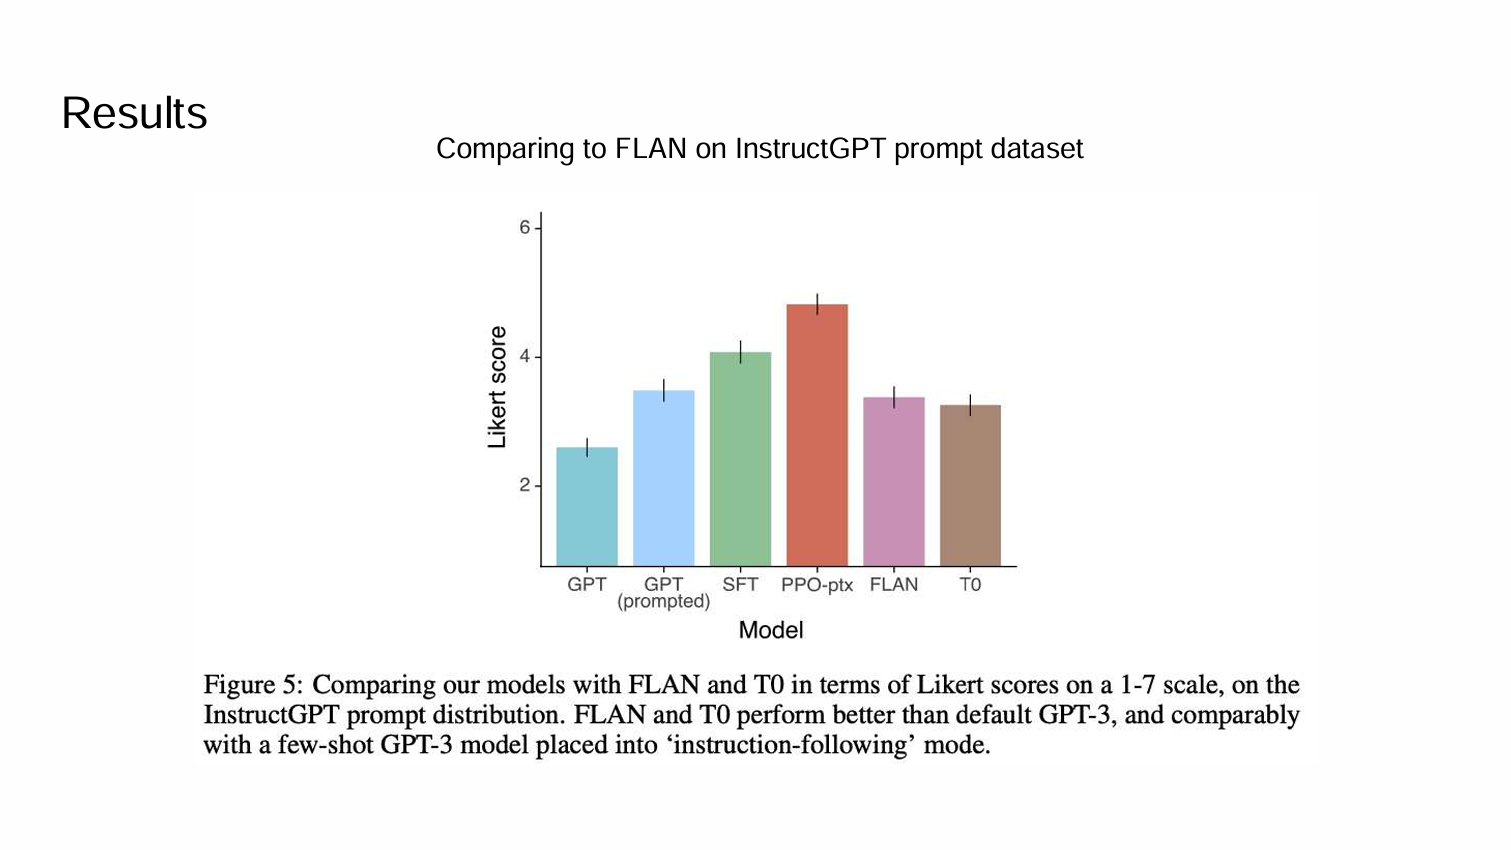 Results
Comparing to FLAN on InstructGPT prompt dataset
6
4
2
Likert score
GPT
GPT
(prompted)
SFT
PPO-ptx
FLAN
T0
Model
Figure 5: Comparing our models with FLAN and T0 in terms of Likert scores on a 1-7 scale, on the
InstructGPT prompt distribution. FLAN and T0 perform better than default GPT-3, and comparably
with a few-shot GPT-3 model placed into ‘instruction-following’ mode.